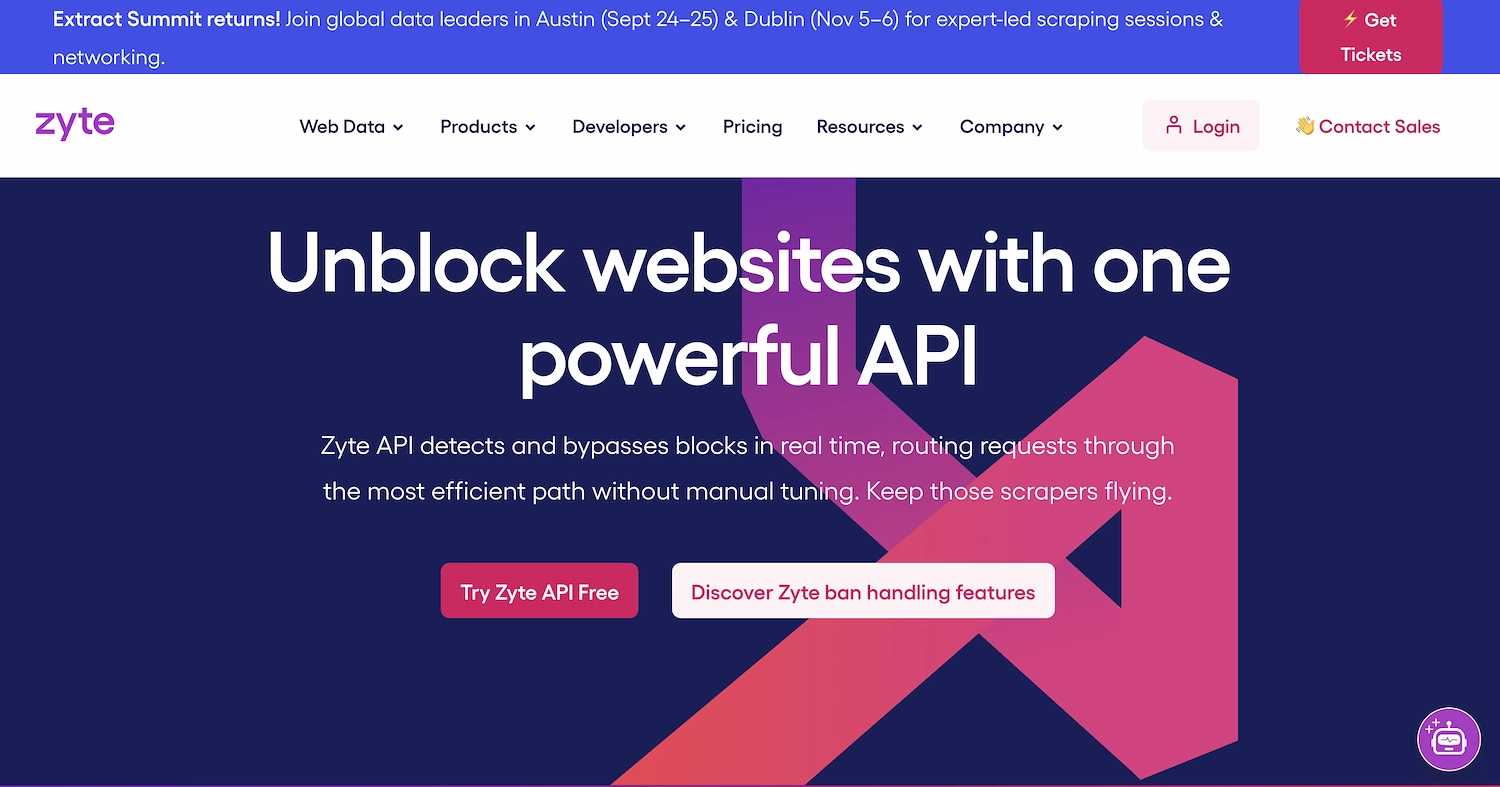 Extract Summit returns! Join global data leaders in Austin (Sept 24–25) & Dublin (Nov 5–6) for expert-led scraping sessions &
networking.
⚡ Get
Tickets
zyte
Web Data
Products
Developers
Pricing
Resources
Company
Login
👋 Contact Sales
Unblock websites with one
powerful API
Zyte API detects and bypasses blocks in real time, routing requests through
the most efficient path without manual tuning. Keep those scrapers flying.
Try Zyte API Free
Discover Zyte ban handling features